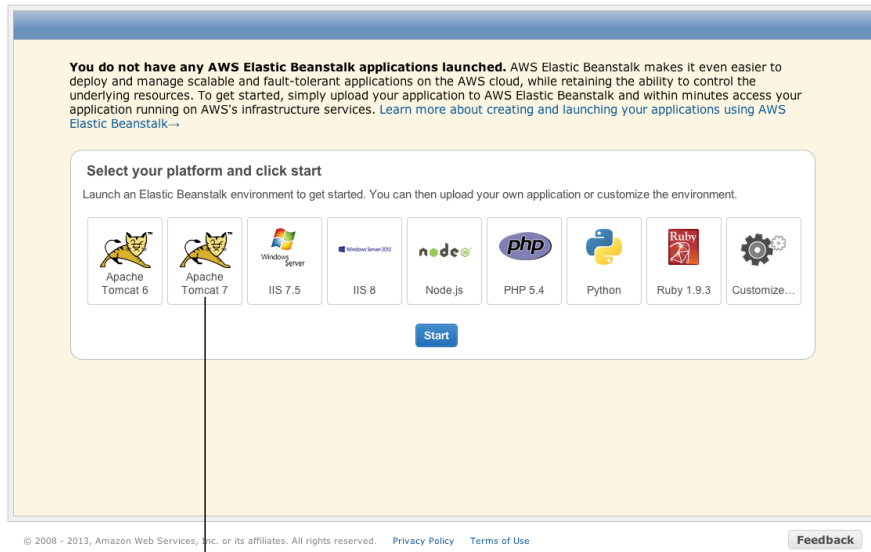 You do not have any AWS Elastic Beanstalk applications launched. AWS Elastic Beanstalk makes it even easier to
deploy and manage scalable and fault-tolerant applications on the AWS cloud, while retaining the ability to control the
underlying resources. To get started, simply upload your application to AWS Elastic Beanstalk and within minutes access your
application running on AWS's infrastructure services. Learn more about creating and launching your applications using AWS
Elastic Beanstalk→
Select your platform and click start
Launch an Elastic Beanstalk environment to get started. You can then upload your own application or customize the environment.
Apache
Tomcat 6
Apache
Tomcat 7
Windows Server
IIS 7.5
Windows Server 2012
IIS 8
node
Node.js
php
PHP 5.4
Python
Ruby
Ruby 1.9.3
Customize...
Start
© 2008 - 2013, Amazon Web Services, Inc. or its affiliates. All rights reserved. Privacy Policy Terms of Use
Feedback